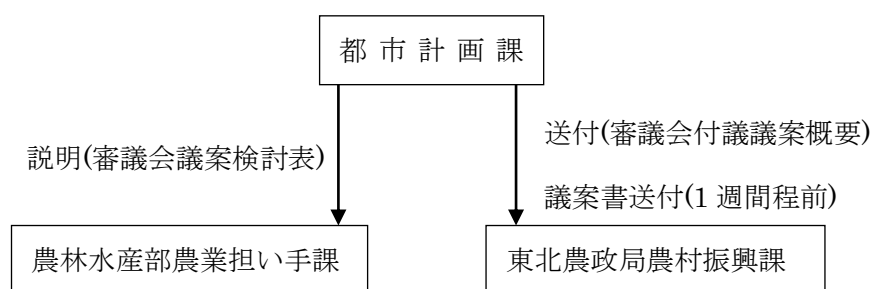 都市計画課
送付(審議会付議議案概要)
説明(審議会議案検討表)
議案書送付(1週間程前)
農林水産部農業担い手課
東北農政局農村振興課